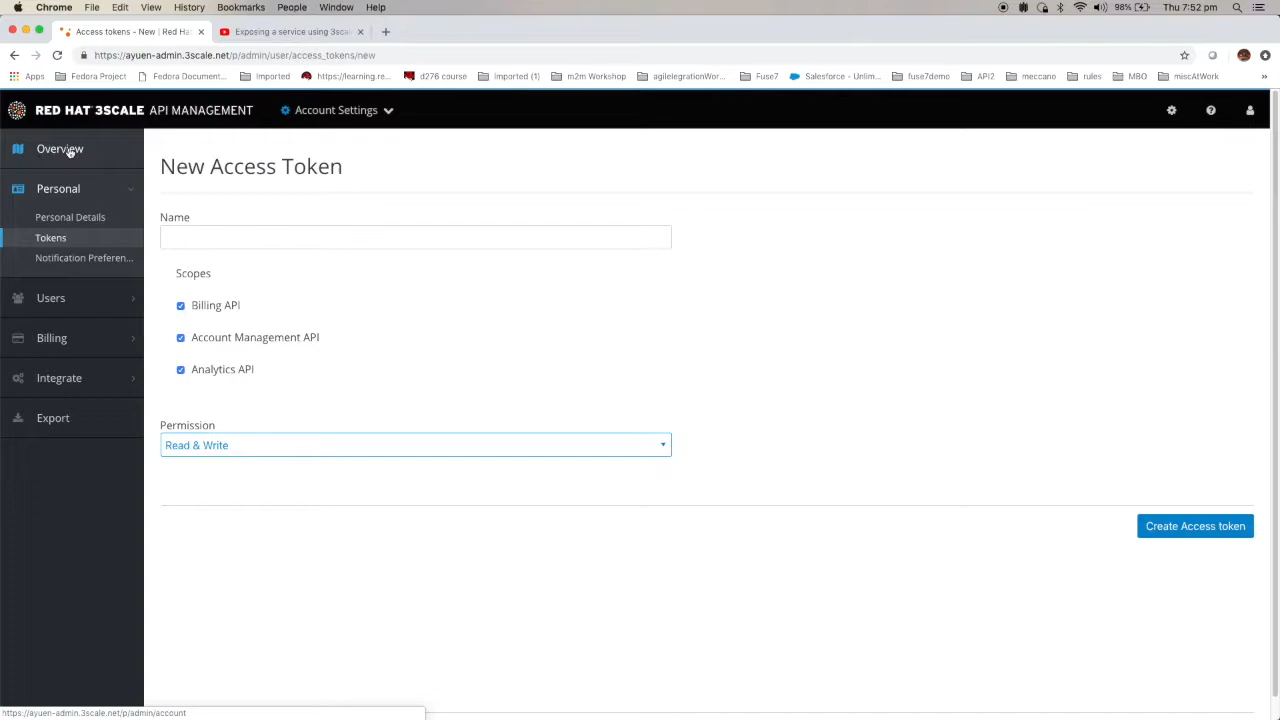 Chrome File Edit View History Bookmarks People Window Help 98% Thu 7:52 pm
Access tokens - New | Red Ha Exposing a service using 3sca
https://ayuen-admin.3scale.net/p/admin/user/access_tokens/new
Apps Fedora Project Fedora Document... Imported https://learning.re... d276 course Imported (1) m2m Workshop agileIegrationWor... Fuse7 Salesforce - Unlim... fuse7demo API2 meccano rules MBO miscAtWork »
RED HAT 3SCALE API MANAGEMENT Account Settings
Overview
Personal
Personal Details
Tokens
Notification Preferen...
Users
Billing
Integrate
Export
New Access Token
Name
Scopes
Billing API
Account Management API
Analytics API
Permission
Read & Write
Create Access token
https://ayuen-admin.3scale.net/p/admin/account